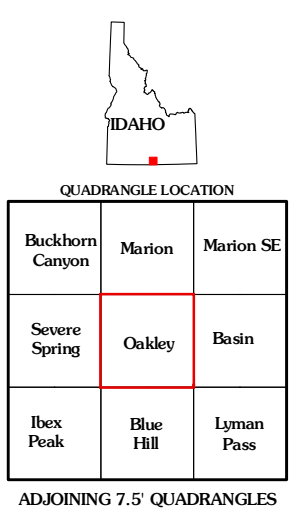 IDAHO
QUADRANGLE LOCATION
Buckhorn
Canyon
Marion
Marion SE
Severe
Spring
Oakley
Basin
Ibex
Peak
Blue
Hill
Lyman
Pass
ADJOINING 7.5' QUADRANGLES